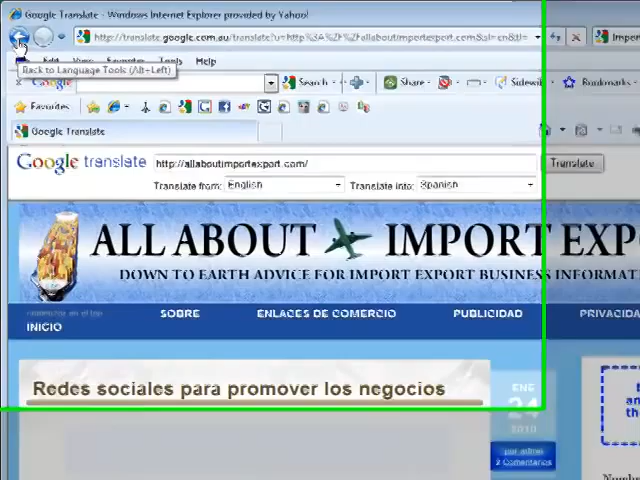 Google Translate - Windows Internet Explorer provided by Yahoo!
Back to Language Tools (Alt+Left)
Tools Help
Google Search Share Sidewiki Bookmarks
Favorites
Google Translate
Google translate http://allaboutimportexport.com/ Translate
Translate from: English Translate into: Spanish
ALL ABOUT IMPORT EXPO
DOWN TO EARTH ADVICE FOR IMPORT EXPORT BUSINESS INFORMAT
SOBRE ENLACES DE COMERCIO PUBLICIDAD PRIVACIDA
INICIO
Redes sociales para promover los negocios
ENE
24
2010
por admin
2 Comentarios